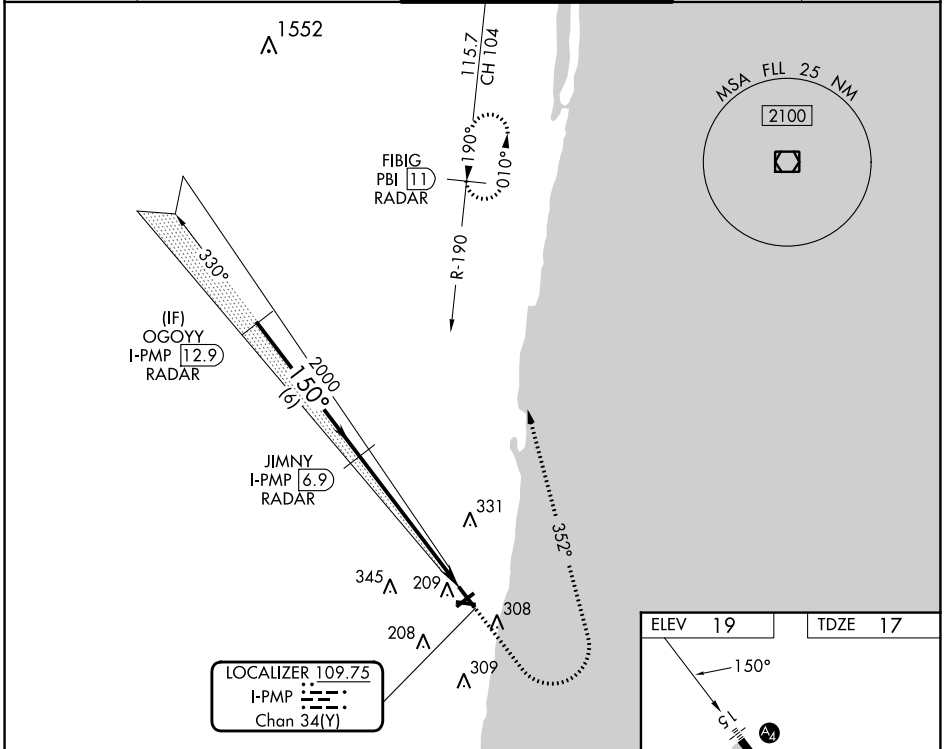 1552
115.7
CH 104
MSA FLL 25 NM
2100
190°
010°
FIBIG
PBI 11
RADAR
R-190
330°
(IF)
OGOYY
I-PMP 12.9
RADAR
2000
150°
(6)
JIMNY
I-PMP 6.9
RADAR
331
352°
345
209
308
208
309
LOCALIZER 109.75
I-PMP
Chan 34(Y)
ELEV 19
TDZE 17
150°
15
A4